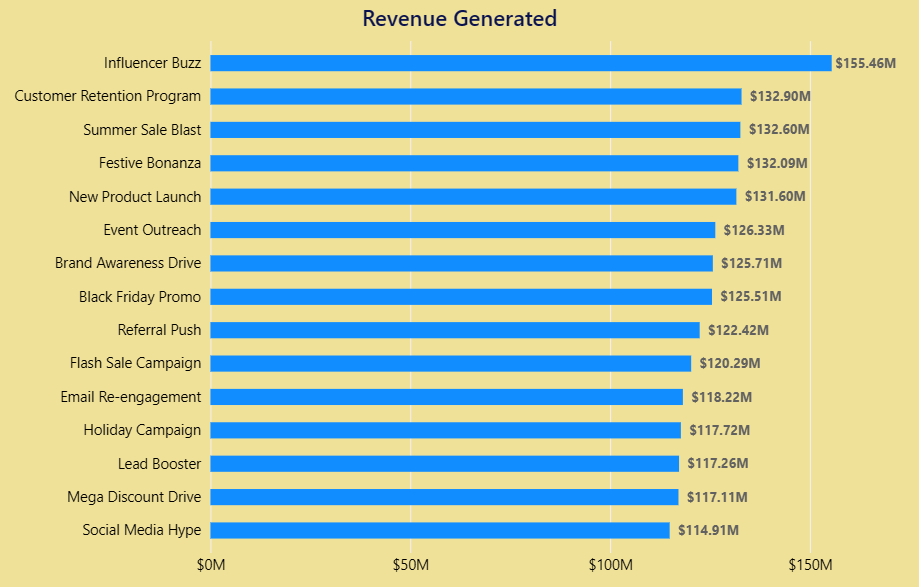 Revenue Generated
Influencer Buzz $155.46M
Customer Retention Program $132.90M
Summer Sale Blast $132.60M
Festive Bonanza $132.09M
New Product Launch $131.60M
Event Outreach $126.33M
Brand Awareness Drive $125.71M
Black Friday Promo $125.51M
Referral Push $122.42M
Flash Sale Campaign $120.29M
Email Re-engagement $118.22M
Holiday Campaign $117.72M
Lead Booster $117.26M
Mega Discount Drive $117.11M
Social Media Hype $114.91M
$0M $50M $100M $150M